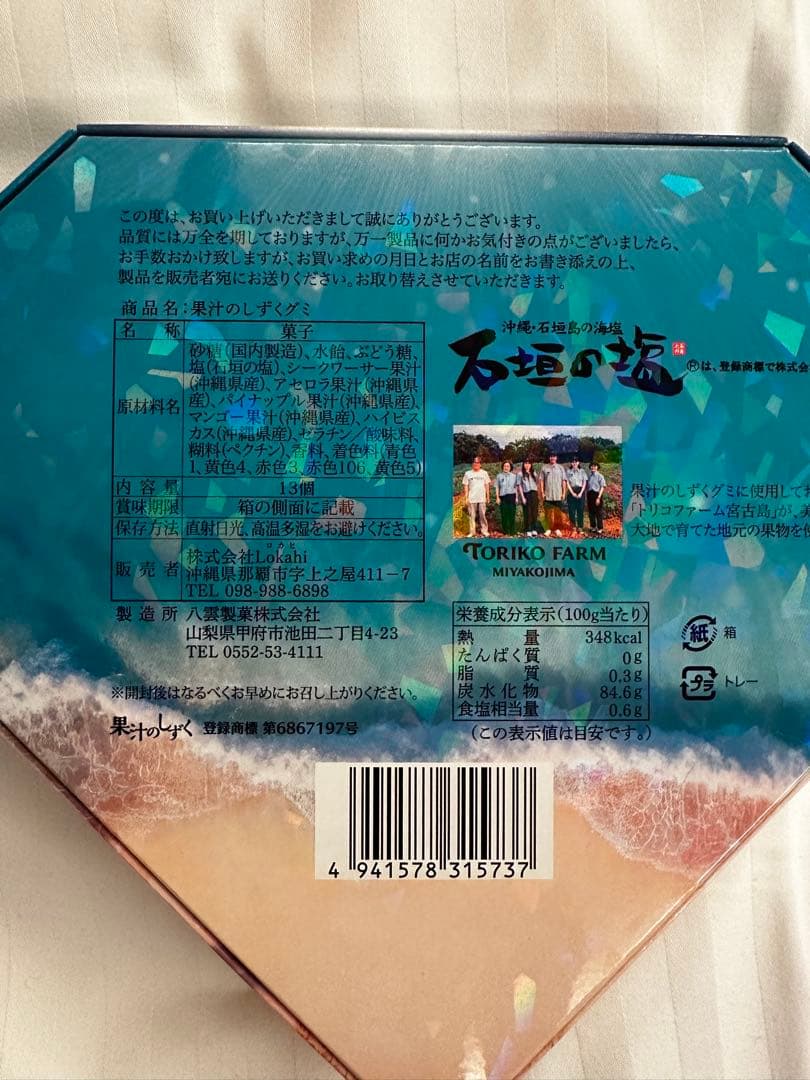 この度は、お買い上げいただきまして誠にありがとうございます。
品質には万全を期しておりますが、万一製品に何かお気付きの点がございましたら、
お手数おかけ致しますが、お買い求めの月日とお店の名前をお書き添えの上、
製品を販売者宛にお送りください。お取り替えさせていただきます。
商品名:果汁のしずくグミ
名称 菓子
原材料名 砂糖(国内製造)、水飴、ぶどう糖、
塩(石垣の塩)、シークワーサー果汁
(沖縄県産)、アセロラ果汁(沖縄県
産)、パイナップル果汁(沖縄県産)、
マンゴー果汁(沖縄県産)、ハイビス
カス(沖縄県産)、ゼラチン/酸味料、
糊料(ペクチン)、香料、着色料(青色
1、黄色4、赤色3、赤色106、黄色5)
内容量 13個
賞味期限 箱の側面に記載
保存方法 直射日光、高温多湿をお避けください。
販売者 株式会社Lokahi
ロカヒ
沖縄県那覇市字上之屋411-7
TEL 098-988-6898
製造所 八雲製菓株式会社
山梨県甲府市池田二丁目4-23
TEL 0552-53-4111
※開封後はなるべくお早めにお召し上がりください。
果汁のしずく 登録商標 第6867197号
沖縄・石垣島の海塩
石垣の塩
®は、登録商標で株式会
果汁のしずくグミに使用して
「トリコファーム宮古島」が、美
大地で育てた地元の果物を使
TORIKO FARM
MIYAKOJIMA
栄養成分表示(100g当たり)
熱量 348kcal
たんぱく質 0g
脂質 0.3g
炭水化物 84.6g
食塩相当量 0.6g
(この表示値は目安です。)
紙 箱
プラ トレー
4 941578 315737